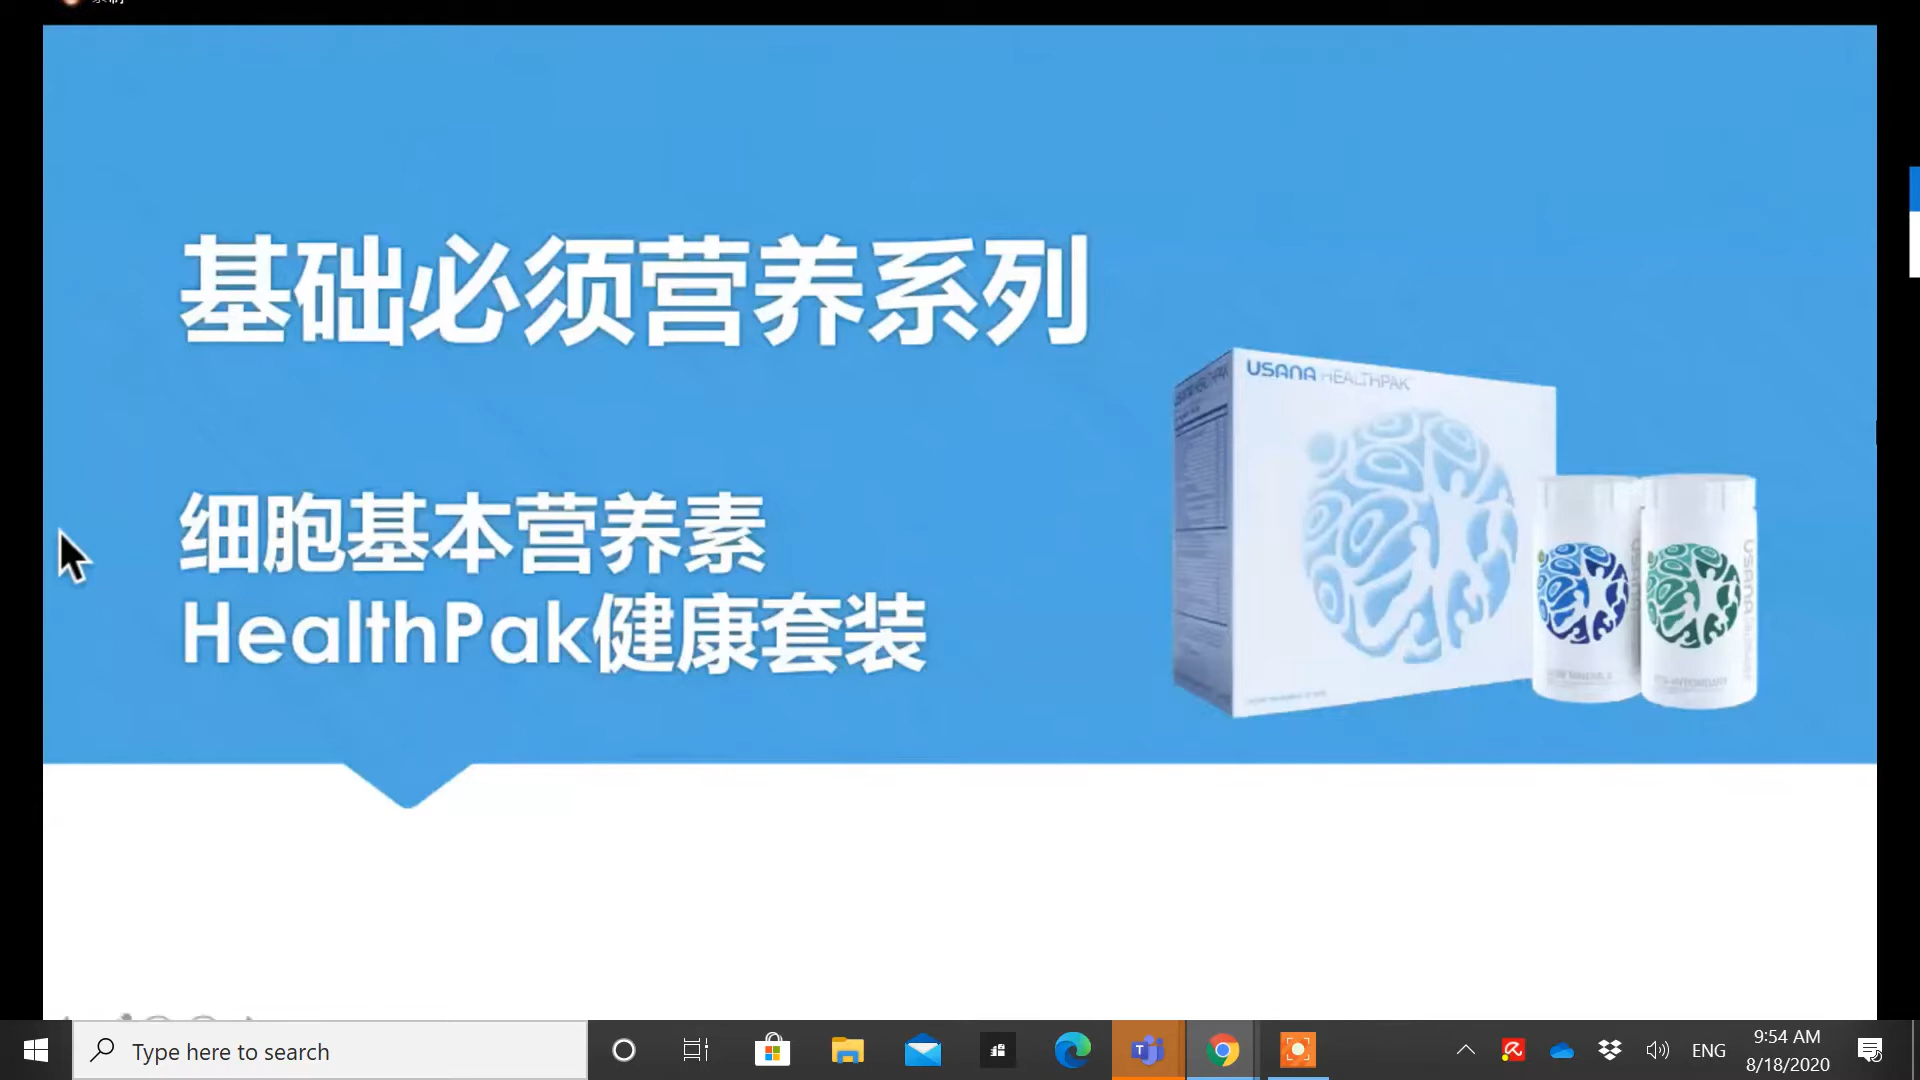 基础必须营养系列
USANA HEALTHPAK
细胞基本营养素
HealthPak健康套装
Type here to search
ENG
9:54 AM
8/18/2020